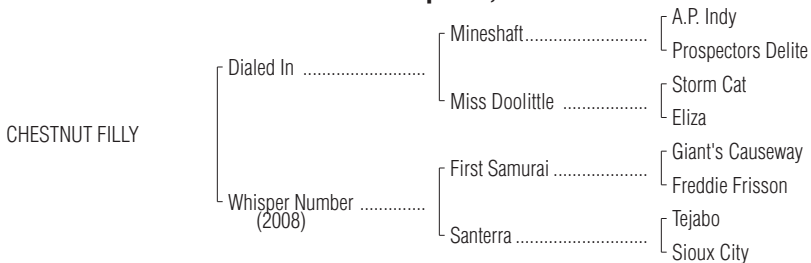 A.P. Indy
Mineshaft
Prospectors Delite
Dialed In
Storm Cat
Miss Doolittle
Eliza
CHESTNUT FILLY
Giant's Causeway
First Samurai
Freddie Frisson
Whisper Number
(2008)
Tejabo
Santerra
Sioux City